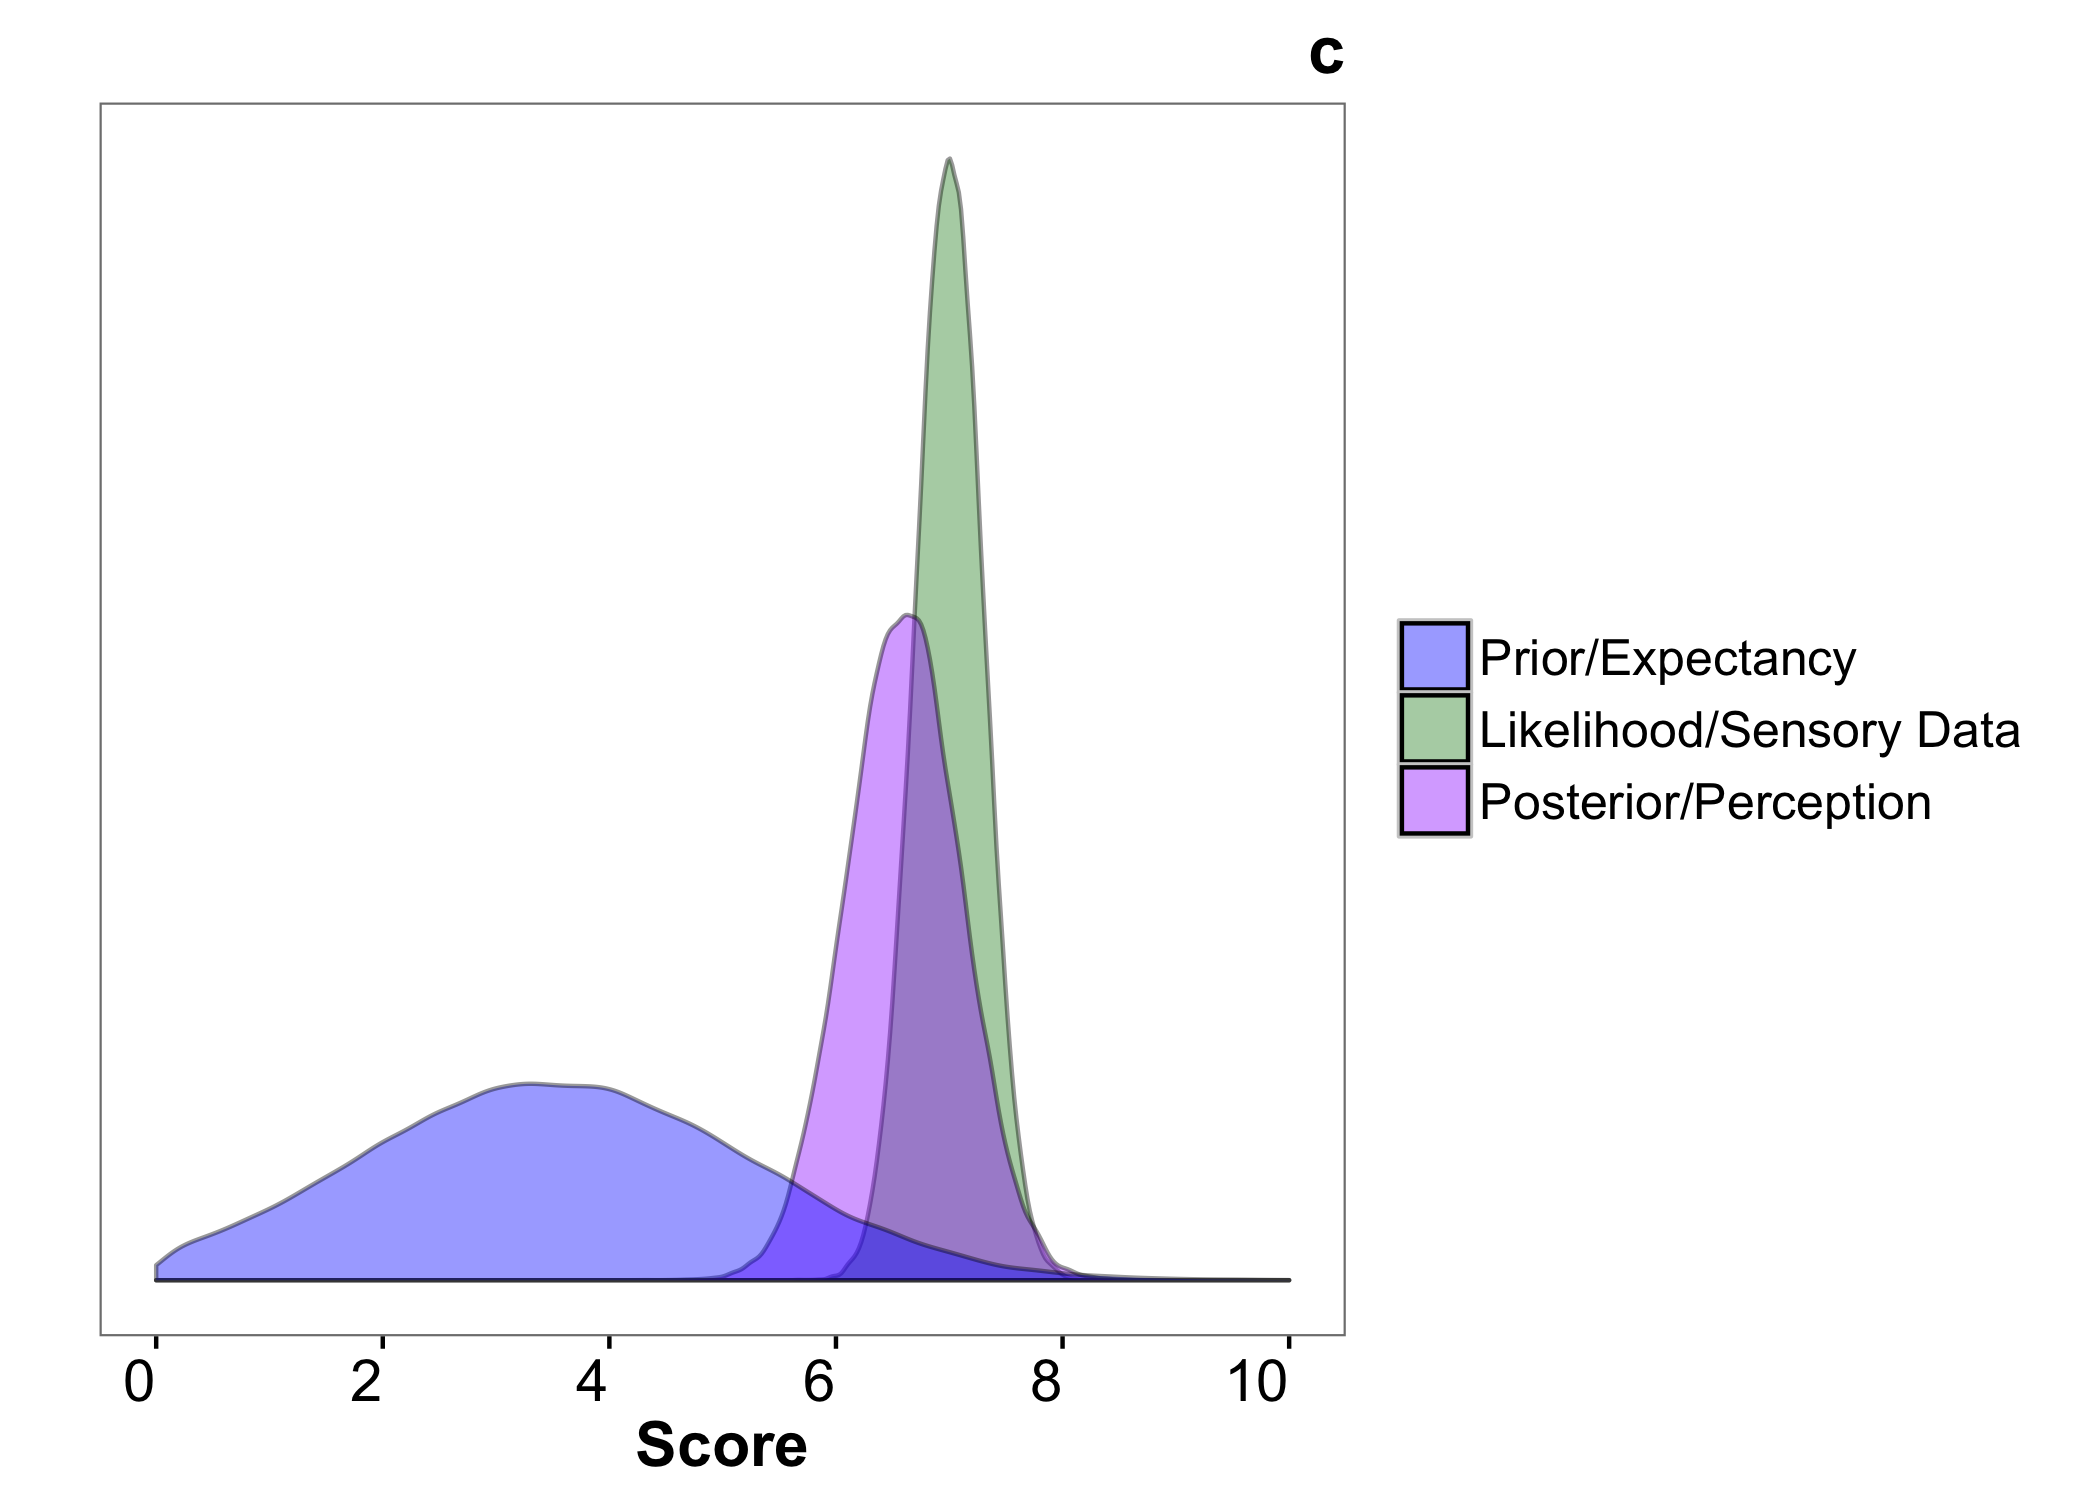 c
Prior/Expectancy
Likelihood/Sensory Data
Posterior/Perception
0 2 4 6 8 10
Score